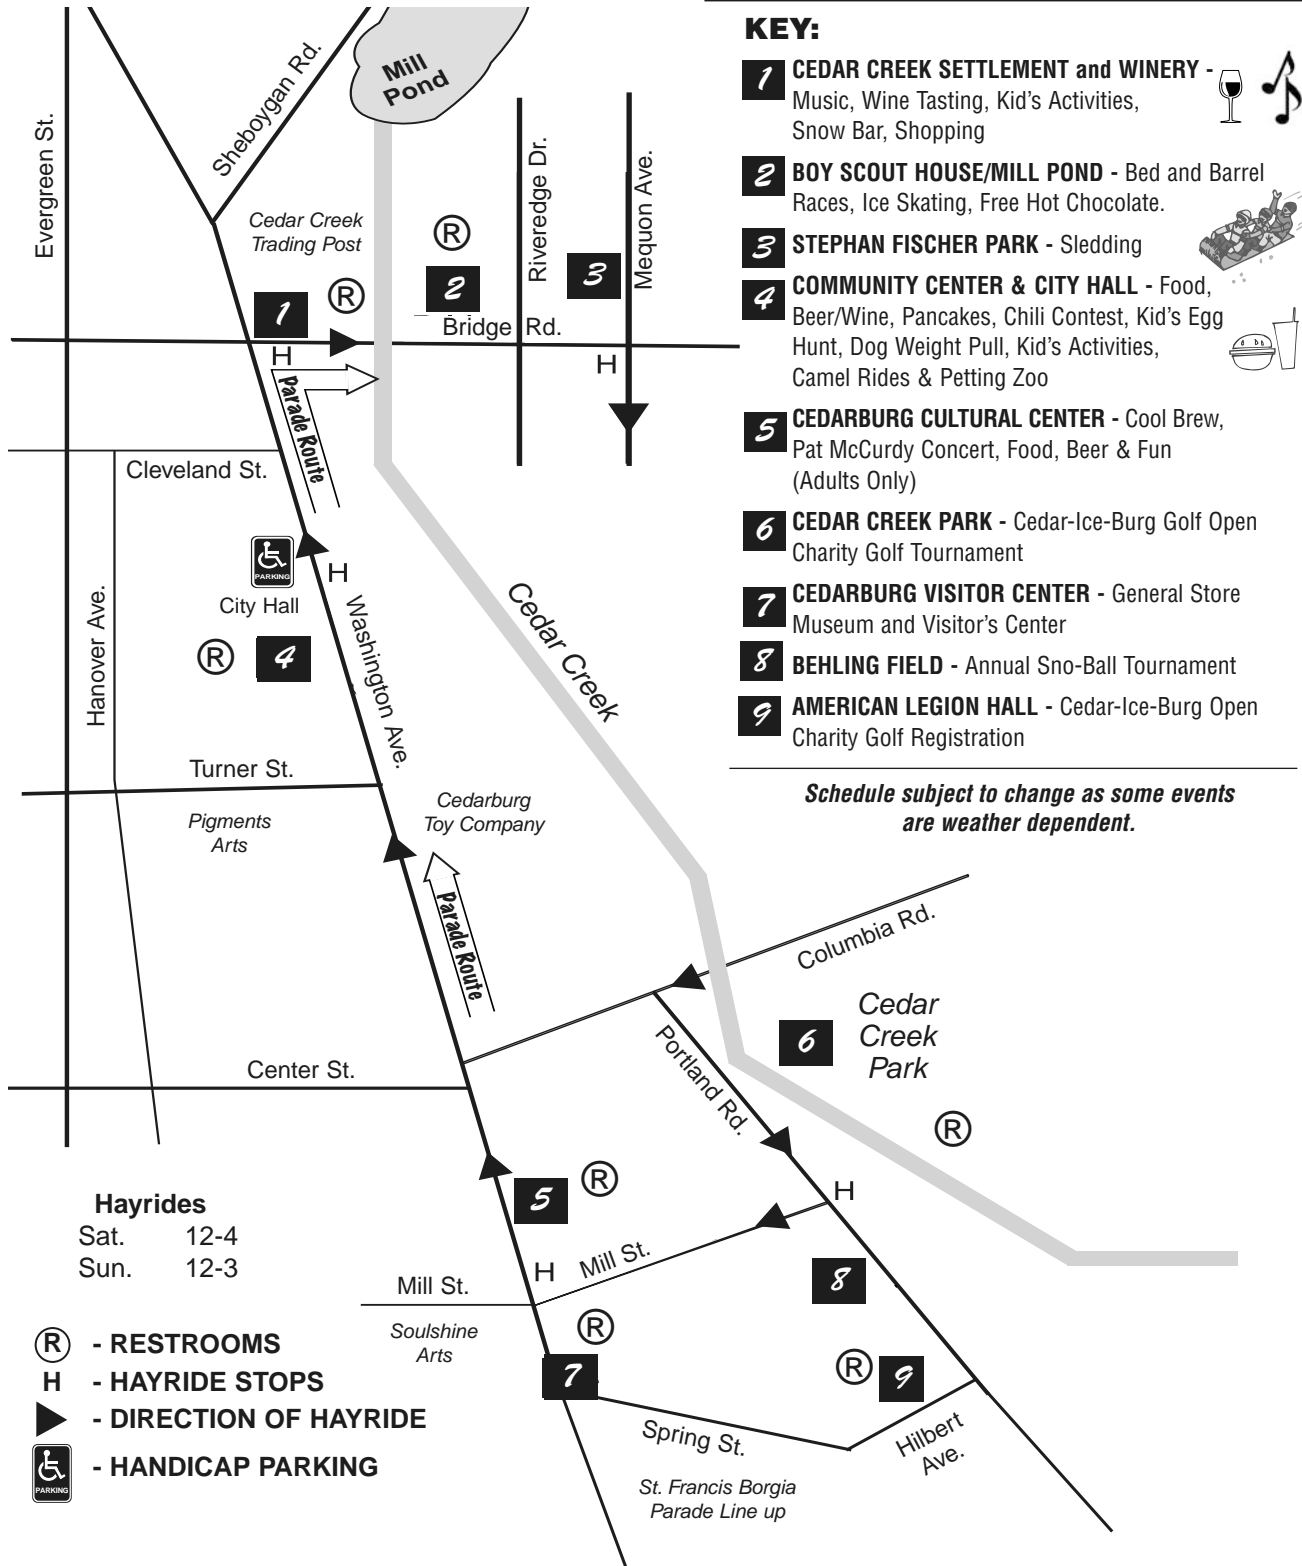 KEY:
1 CEDAR CREEK SETTLEMENT and WINERY -
Music, Wine Tasting, Kid's Activities,
Snow Bar, Shopping
2 BOY SCOUT HOUSE/MILL POND - Bed and Barrel
Races, Ice Skating, Free Hot Chocolate.
3 STEPHAN FISCHER PARK - Sledding
4 COMMUNITY CENTER & CITY HALL - Food,
Beer/Wine, Pancakes, Chili Contest, Kid's Egg
Hunt, Dog Weight Pull, Kid's Activities,
Camel Rides & Petting Zoo
5 CEDARBURG CULTURAL CENTER - Cool Brew,
Pat McCurdy Concert, Food, Beer & Fun
(Adults Only)
6 CEDAR CREEK PARK - Cedar-Ice-Burg Golf Open
Charity Golf Tournament
7 CEDARBURG VISITOR CENTER - General Store
Museum and Visitor's Center
8 BEHLING FIELD - Annual Sno-Ball Tournament
9 AMERICAN LEGION HALL - Cedar-Ice-Burg Open
Charity Golf Registration
Schedule subject to change as some events
are weather dependent.
Mill
Pond
Sheboygan Rd.
Evergreen St.
Cedar Creek
Trading Post
R
R
Riveredge Dr.
Mequon Ave.
1
2
3
Bridge Rd.
H
H
Parade Route
Cleveland St.
PARKING
H
City Hall
R
4
Hanover Ave.
Washington Ave.
Cedar Creek
Turner St.
Pigments
Arts
Cedarburg
Toy Company
Parade Route
Columbia Rd.
6
Cedar
Creek
Park
Portland Rd.
Center St.
R
R
5
H
Hayrides
Sat. 12-4
Sun. 12-3
H
Mill St.
Mill St.
8
Soulshine
Arts
R
7
R
9
Spring St.
Hilbert
Ave.
St. Francis Borgia
Parade Line up
R - RESTROOMS
H - HAYRIDE STOPS
- DIRECTION OF HAYRIDE
PARKING - HANDICAP PARKING